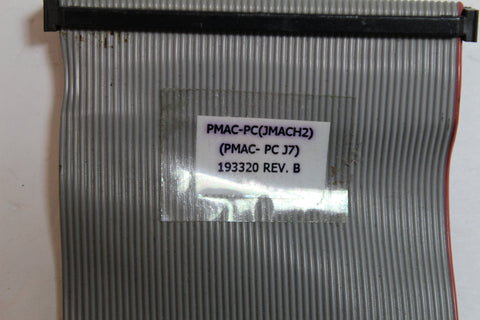 PMAC-PC(JMACH2)
(PMAC- PC J7)
193320 REV. B